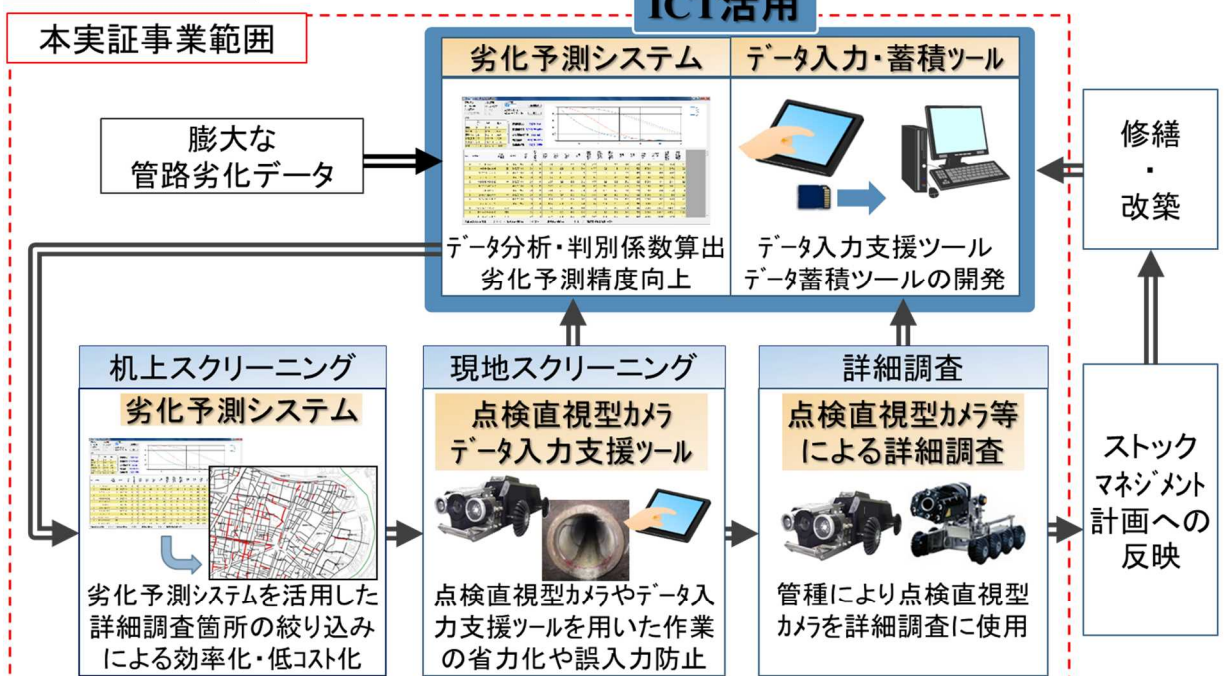 ICT活用
本実証事業範囲
劣化予測システム
データ入力・蓄積ツール
膨大な
管路劣化データ
データ分析・判別係数算出
劣化予測精度向上
データ入力支援ツール
データ蓄積ツールの開発
修繕
・
改築
机上スクリーニング
劣化予測システム
劣化予測システムを活用した
詳細調査箇所の絞り込み
による効率化・低コスト化
現地スクリーニング
点検直視型カメラ
データ入力支援ツール
点検直視型カメラやデータ入
力支援ツールを用いた作業
の省力化や誤入力防止
詳細調査
点検直視型カメラ等
による詳細調査
管種により点検直視型
カメラを詳細調査に使用
ストック
マネジメント
計画への
反映